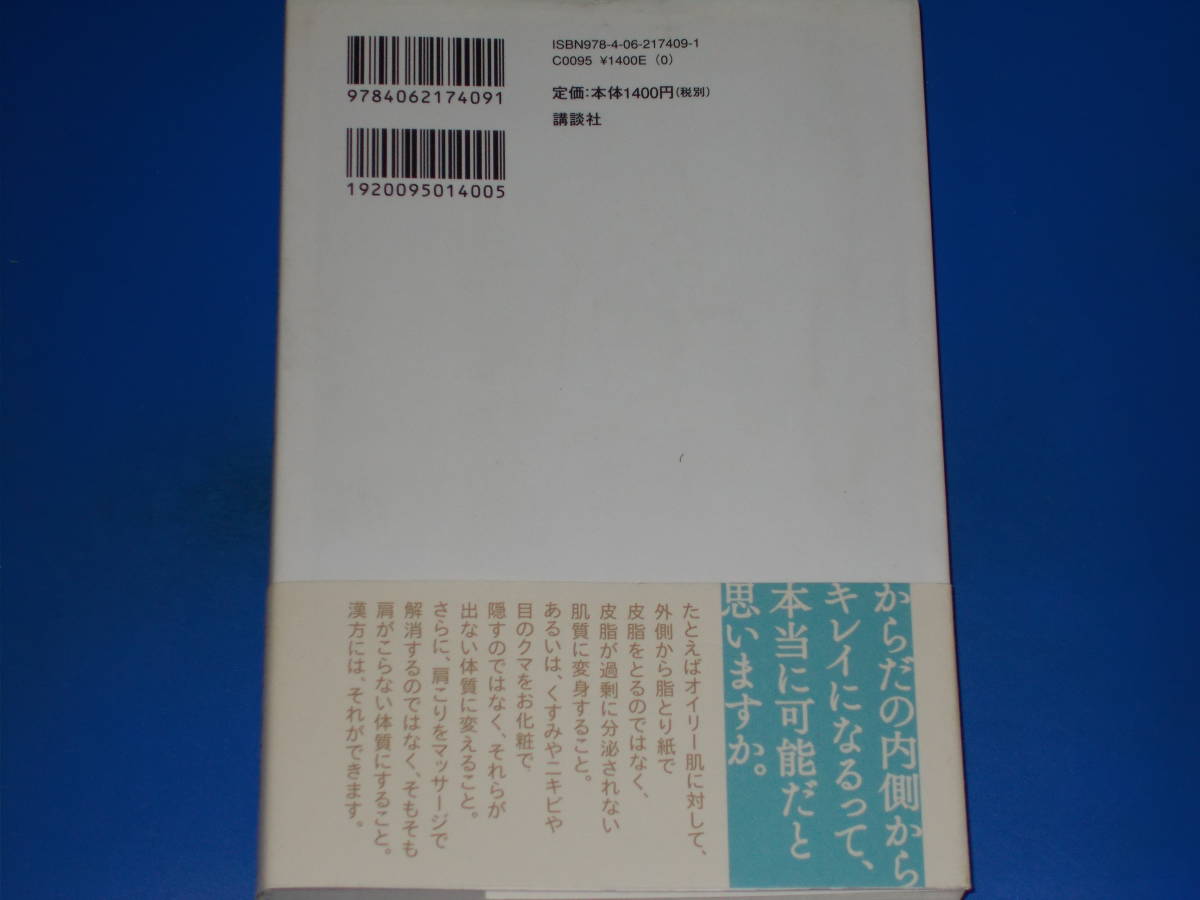 ISBN978-4-06-217409-1
C0095 ¥1400E (0)
9784062174091
定価:本体1400円(税別)
講談社
1920095014005
からだの内側から
キレイになるって、
本当に可能だと
思いますか。
たとえばオイリー肌に対して、
外側から脂とり紙で
皮脂をとるのではなく、
皮脂が過剰に分泌されない
肌質に変身すること。
あるいは、くすみやニキビや
目のクマをお化粧で
隠すのではなく、それらが
出ない体質に変えること。
さらに、肩こりをマッサージで
解消するのではなく、そもそも
肩がこらない体質にすること。
漢方には、それができます。